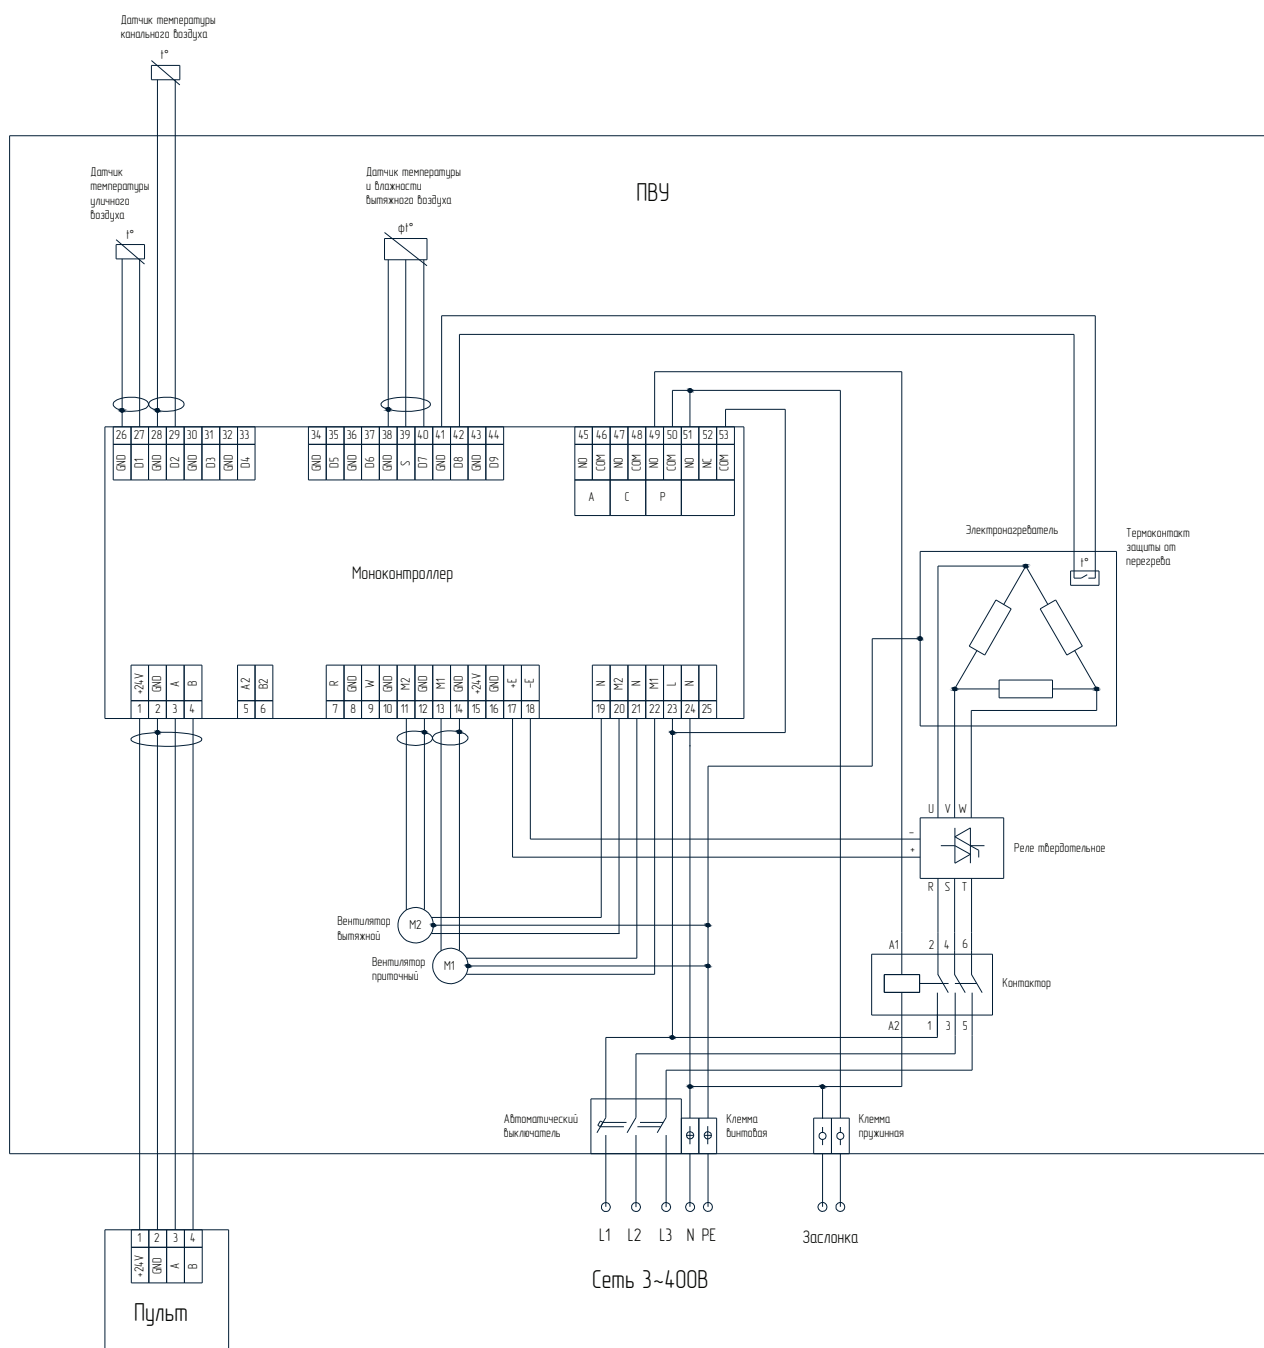 Датчик температуры
канального воздуха
t°
Датчик
температуры
уличного
воздуха
t°
Датчик температуры
и влажности
вытяжного воздуха
φt°
ПВУ
26 27 28 29 30 31 32 33
GND D1 GND D2 GND D3 GND D4
34 35 36 37 38 39 40 41 42 43 44
GND D5 GND D6 GND S D7 GND D8 GND D9
45 46 47 48 49 50 51 52 53
NO COM NO COM NO COM NO NC COM
A C P
Моноконтроллер
Электронагреватель
Термоконтакт
защиты от
перегрева
t°
+24V GND A B
1 2 3 4
A2 B2
5 6
R GND W GND M2 GND M1 GND +24V GND +E -E
7 8 9 10 11 12 13 14 15 16 17 18
N M2 N M1 L N
19 20 21 22 23 24 25
U V W
-
+
Реле твердотельное
R S T
Вентилятор
вытяжной
M2
Вентилятор
приточный
M1
A1 2 4 6
Контактор
A2 1 3 5
Автоматический
выключатель
Клемма
винтовая
Клемма
пружинная
L1 L2 L3 N PE
Заслонка
Сеть 3~400В
1 2 3 4
+24V GND A B
Пульт